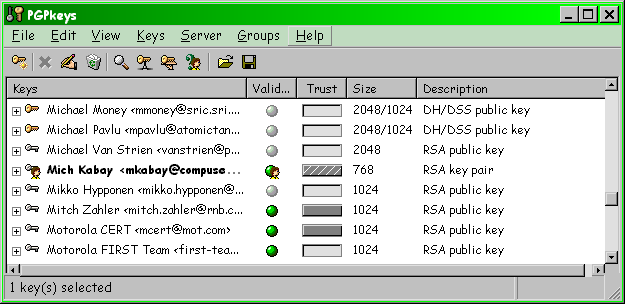 PGPkeys
File Edit View Keys Server Groups Help
Keys Valid... Trust Size Description
Michael Money <mmoney@sric.sri.... 2048/1024 DH/DSS public key
Michael Pavlu <mpavlu@atomictan... 2048/1024 DH/DSS public key
Michael Van Strien <vanstrien@p... 2048 RSA public key
Mich Kabay <mkabay@compuse... 768 RSA key pair
Mikko Hypponen <mikko.hypponen@... 1024 RSA public key
Mitch Zahler <mitch.zahler@rnb.c... 1024 RSA public key
Motorola CERT <mcert@mot.com> 1024 RSA public key
Motorola FIRST Team <first-tea... 1024 RSA public key
1 key(s) selected